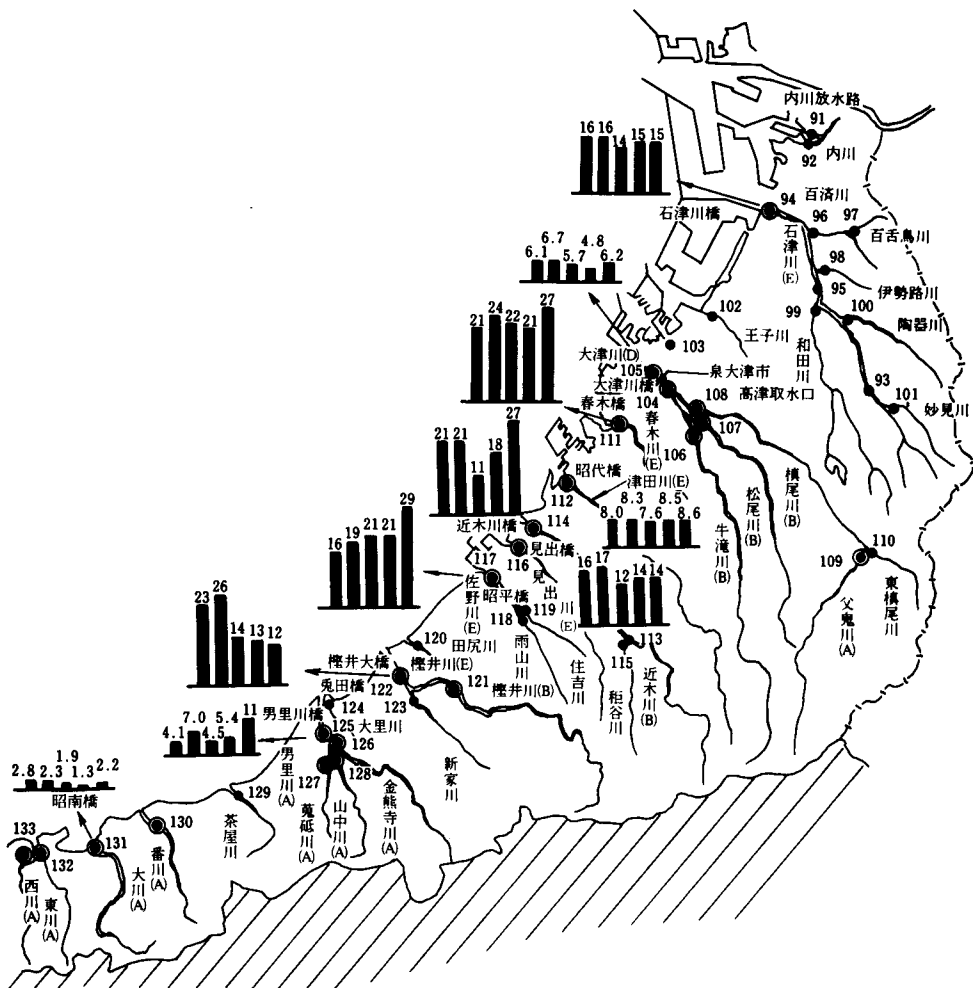 内川放水路
91
92
内川
16 16 14 15 15
94
百済川
石津川橋
96
97
百舌鳥川
石津川(E)
98
伊勢路川
95
99
100
陶器川
和田川
93
101
妙見川
6.1 6.7 5.7 4.8 6.2
102
王子川
103
大津川(D)
105
泉大津市
大津川橋
104
108
高津取水口
107
106
21 24 22 21 27
春木橋
111
春木川(E)
槇尾川(B)
松尾川(B)
牛滝川(B)
109
110
東槇尾川
父鬼川(A)
昭代橋
112
津田川(E)
21 21 11 18 27
近木川橋
114
8.0 8.3 7.6 8.5 8.6
116
見出橋
見出川(E)
16 17 12 14 14
113
115
近木川(B)
秬谷川
16 19 21 21 29
117
昭平橋
佐野川(E)
119
118
雨山川
住吉川
120
田尻川
23 26 14 13 12
樫井大橋
樫井川(E)
122
121
樫井川(B)
123
新家川
兎田橋
124
4.1 7.0 4.5 5.4 11
男里川橋
125
大里川
126
男里川(A)
127
128
菟砥川(A)
山中川(A)
金熊寺川(A)
2.8 2.3 1.9 1.3 2.2
昭南橋
129
茶屋川
130
番川(A)
131
大川(A)
133
132
西川(A)
東川(A)